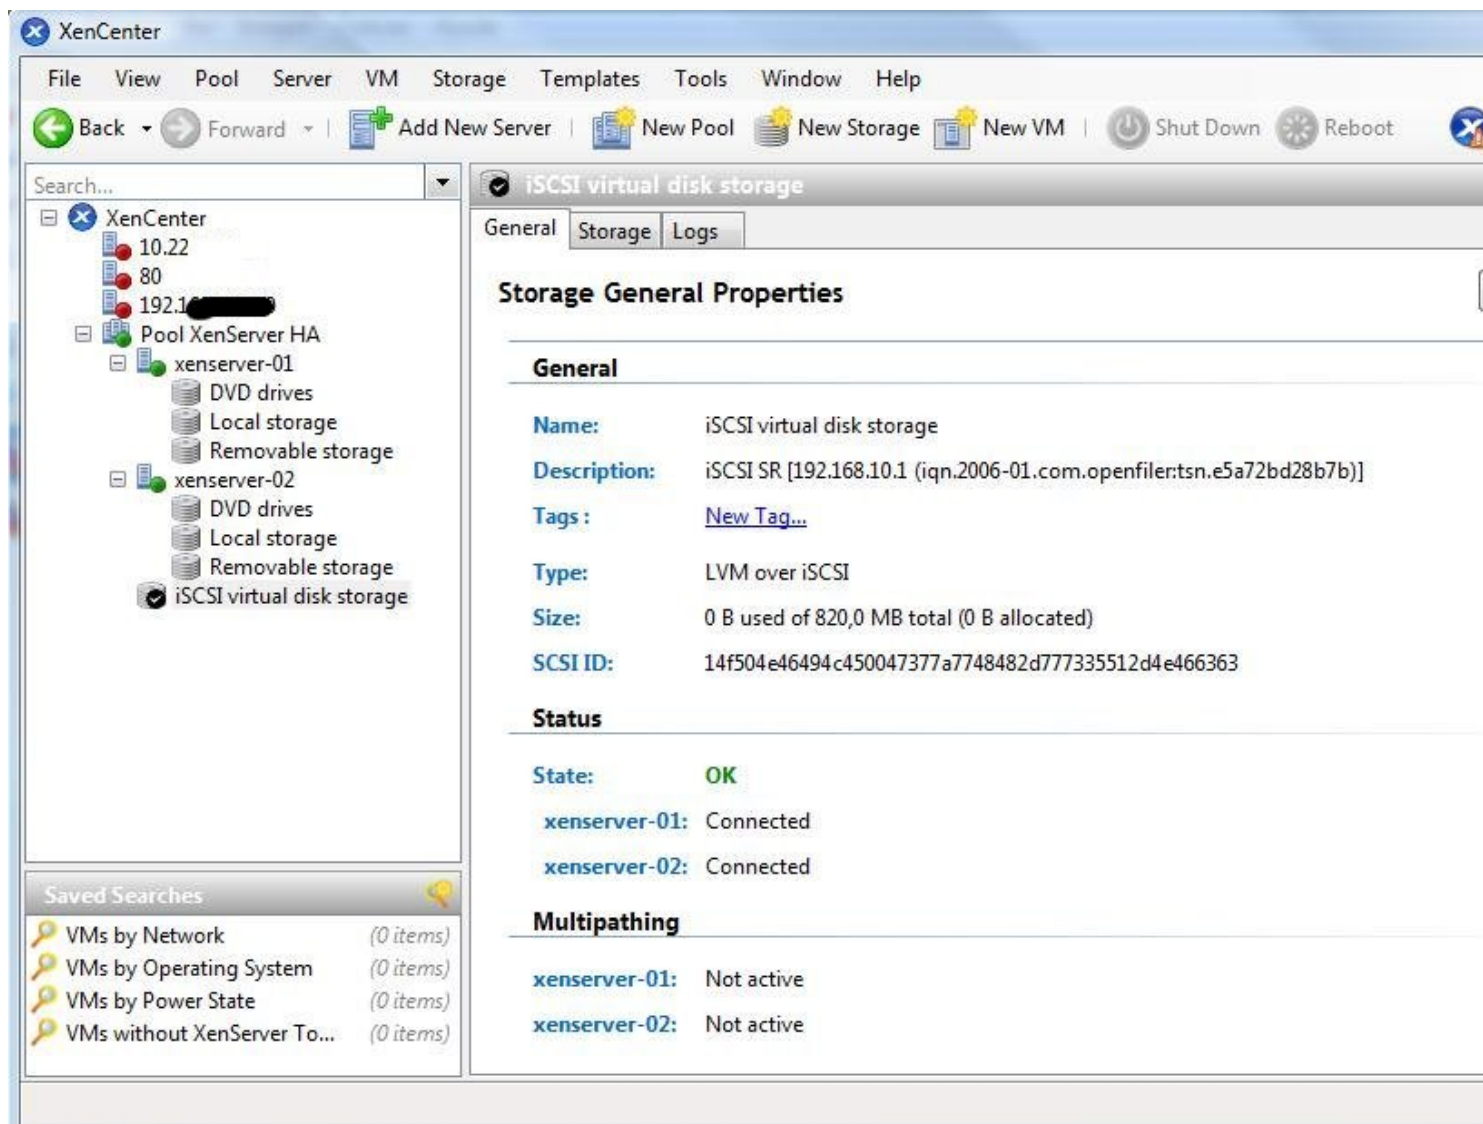 XenCenter
File View Pool Server VM Storage Templates Tools Window Help
Back Forward Add New Server New Pool New Storage New VM Shut Down Reboot
Search...
XenCenter
10.22
80
192.1
Pool XenServer HA
xenserver-01
DVD drives
Local storage
Removable storage
xenserver-02
DVD drives
Local storage
Removable storage
iSCSI virtual disk storage
Saved Searches
VMs by Network (0 items)
VMs by Operating System (0 items)
VMs by Power State (0 items)
VMs without XenServer To... (0 items)
iSCSI virtual disk storage
General Storage Logs
Storage General Properties
General
Name: iSCSI virtual disk storage
Description: iSCSI SR [192.168.10.1 (iqn.2006-01.com.openfiler:tsn.e5a72bd28b7b)]
Tags : New Tag...
Type: LVM over iSCSI
Size: 0 B used of 820,0 MB total (0 B allocated)
SCSI ID: 14f504e46494c450047377a7748482d777335512d4e466363
Status
State: OK
xenserver-01: Connected
xenserver-02: Connected
Multipathing
xenserver-01: Not active
xenserver-02: Not active